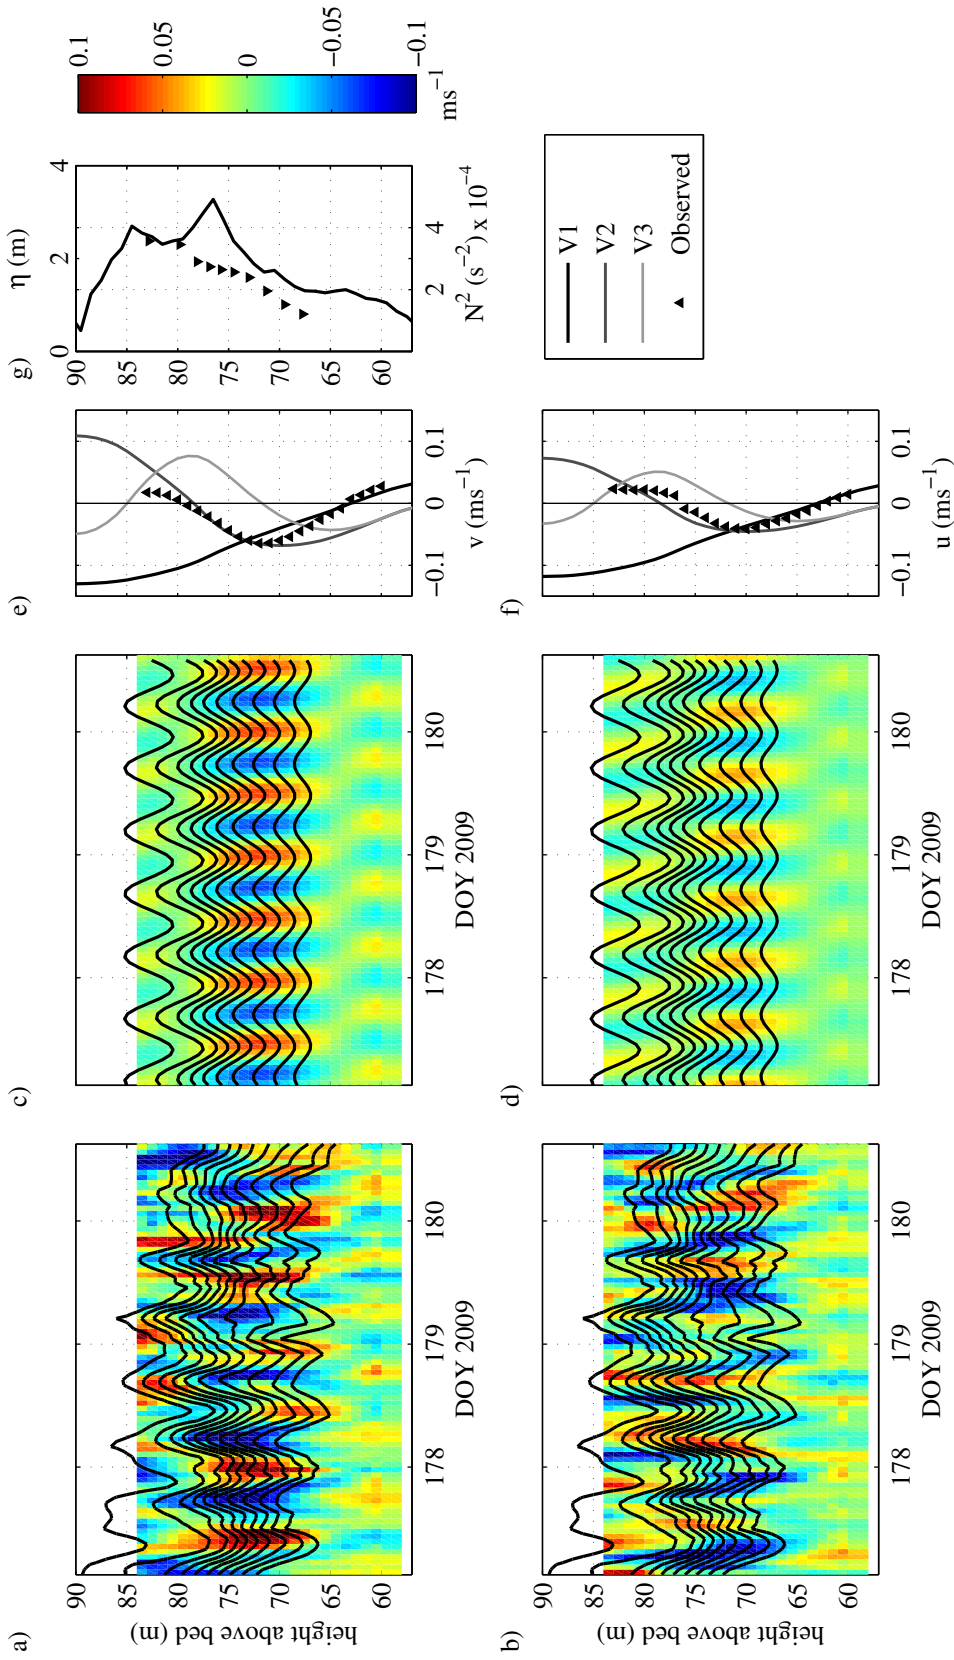 a)
90
85
80
75
70
65
60
height above bed (m)
178
179
180
DOY 2009
c)
178
179
180
DOY 2009
e)
−0.1
0
0.1
v (ms−1)
g)
η (m)
0
2
4
90
85
80
75
70
65
60
2
4
N2 (s−2) x 10−4
0.1
0.05
0
−0.05
−0.1
ms−1
b)
90
85
80
75
70
65
60
height above bed (m)
178
179
180
DOY 2009
d)
178
179
180
DOY 2009
f)
−0.1
0
0.1
u (ms−1)
V1
V2
V3
Observed